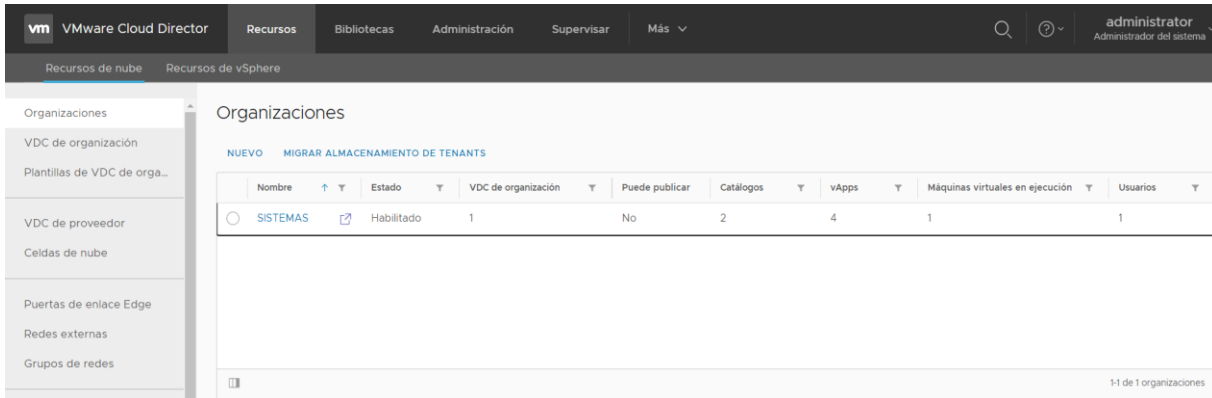 vm VMware Cloud Director Recursos Bibliotecas Administración Supervisar Más administrator
Administrador del sistema
Recursos de nube Recursos de vSphere
Organizaciones
VDC de organización
Plantillas de VDC de orga...
VDC de proveedor
Celdas de nube
Puertas de enlace Edge
Redes externas
Grupos de redes
Organizaciones
NUEVO MIGRAR ALMACENAMIENTO DE TENANTS
Nombre Estado VDC de organización Puede publicar Catálogos vApps Máquinas virtuales en ejecución Usuarios
SISTEMAS Habilitado 1 No 2 4 1 1
1-1 de 1 organizaciones